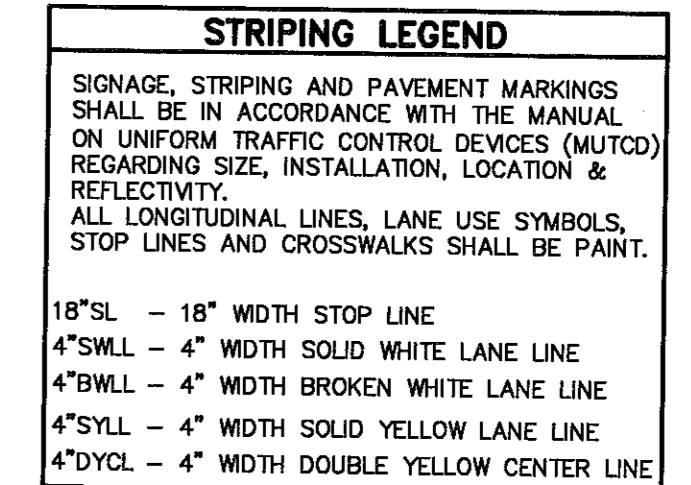 STRIPING LEGEND
SIGNAGE, STRIPING AND PAVEMENT MARKINGS
SHALL BE IN ACCORDANCE WITH THE MANUAL
ON UNIFORM TRAFFIC CONTROL DEVICES (MUTCD)
REGARDING SIZE, INSTALLATION, LOCATION &
REFLECTIVITY.
ALL LONGITUDINAL LINES, LANE USE SYMBOLS,
STOP LINES AND CROSSWALKS SHALL BE PAINT.
18"SL – 18" WIDTH STOP LINE
4"SWLL – 4" WIDTH SOLID WHITE LANE LINE
4"BWLL – 4" WIDTH BROKEN WHITE LANE LINE
4"SYLL – 4" WIDTH SOLID YELLOW LANE LINE
4"DYCL – 4" WIDTH DOUBLE YELLOW CENTER LINE